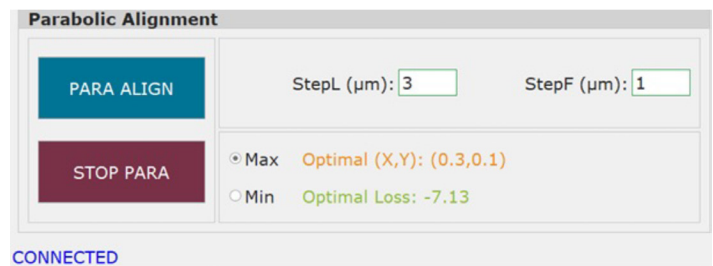 Parabolic Alignment
PARA ALIGN
StepL (µm): 3
StepF (µm): 1
STOP PARA
Max Optimal (X,Y): (0.3,0.1)
Min Optimal Loss: -7.13
CONNECTED